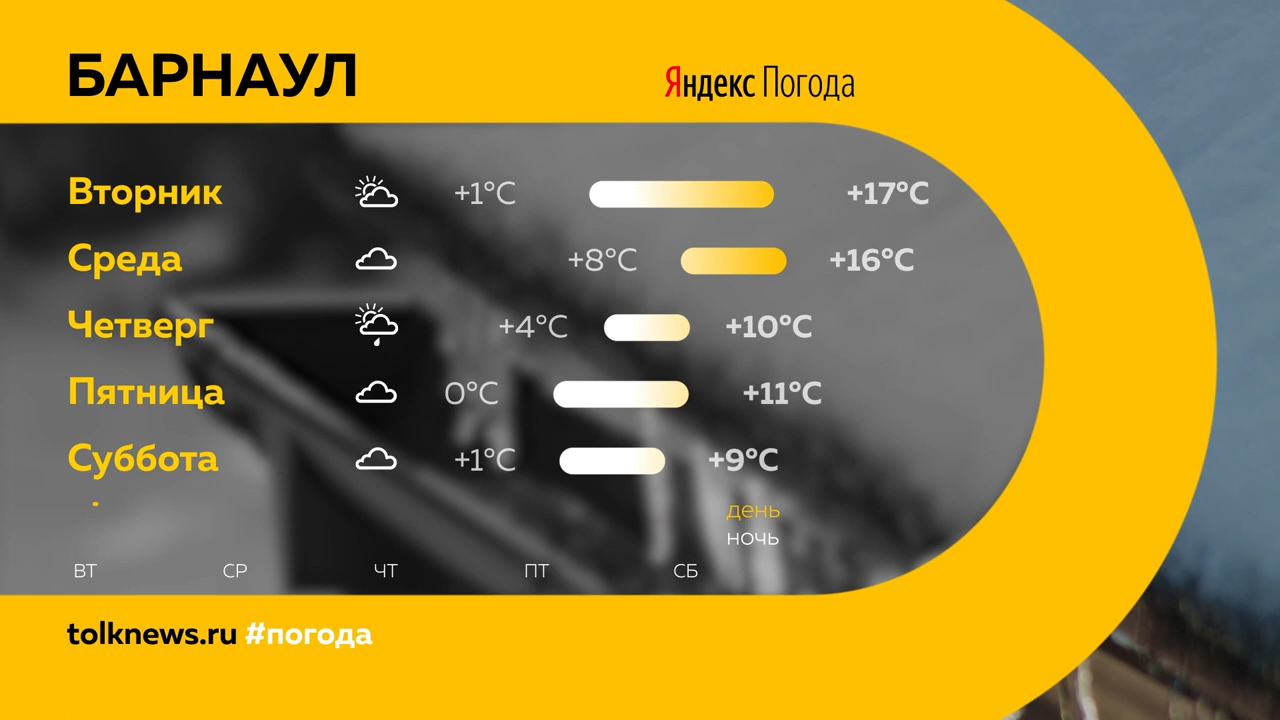 БАРНАУЛ
Яндекс Погода
Вторник +1°C +17°C
Среда +8°C +16°C
Четверг +4°C +10°C
Пятница 0°C +11°C
Суббота +1°C +9°C
день
ночь
ВТ СР ЧТ ПТ СБ
tolknews.ru #погода